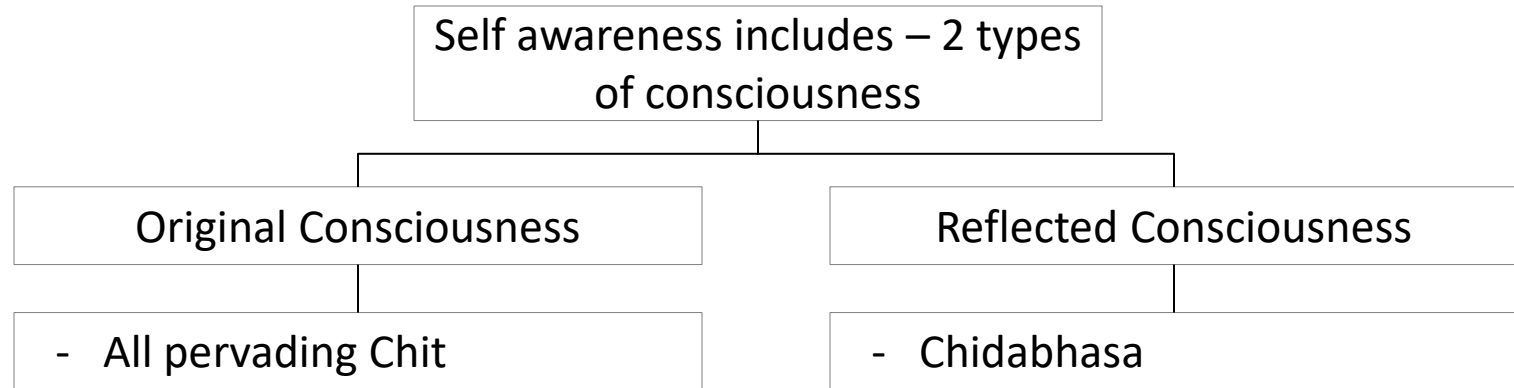 Self awareness includes – 2 types
of consciousness
Original Consciousness
Reflected Consciousness
- All pervading Chit
- Chidabhasa